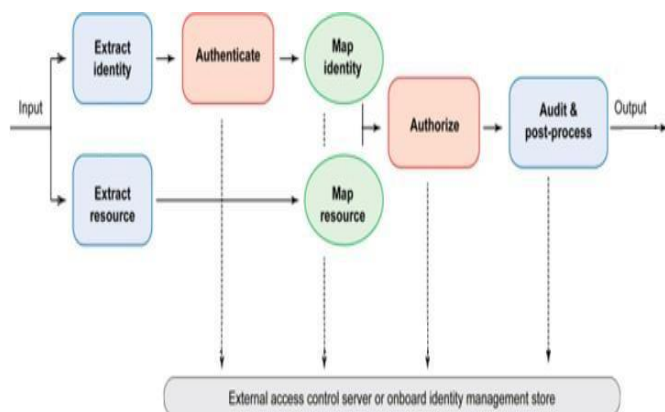 Extract
identity
Authenticate
Map
identity
Input
Authorize
Audit &
post-process
Output
Extract
resource
Map
resource
External access control server or onboard identity management store